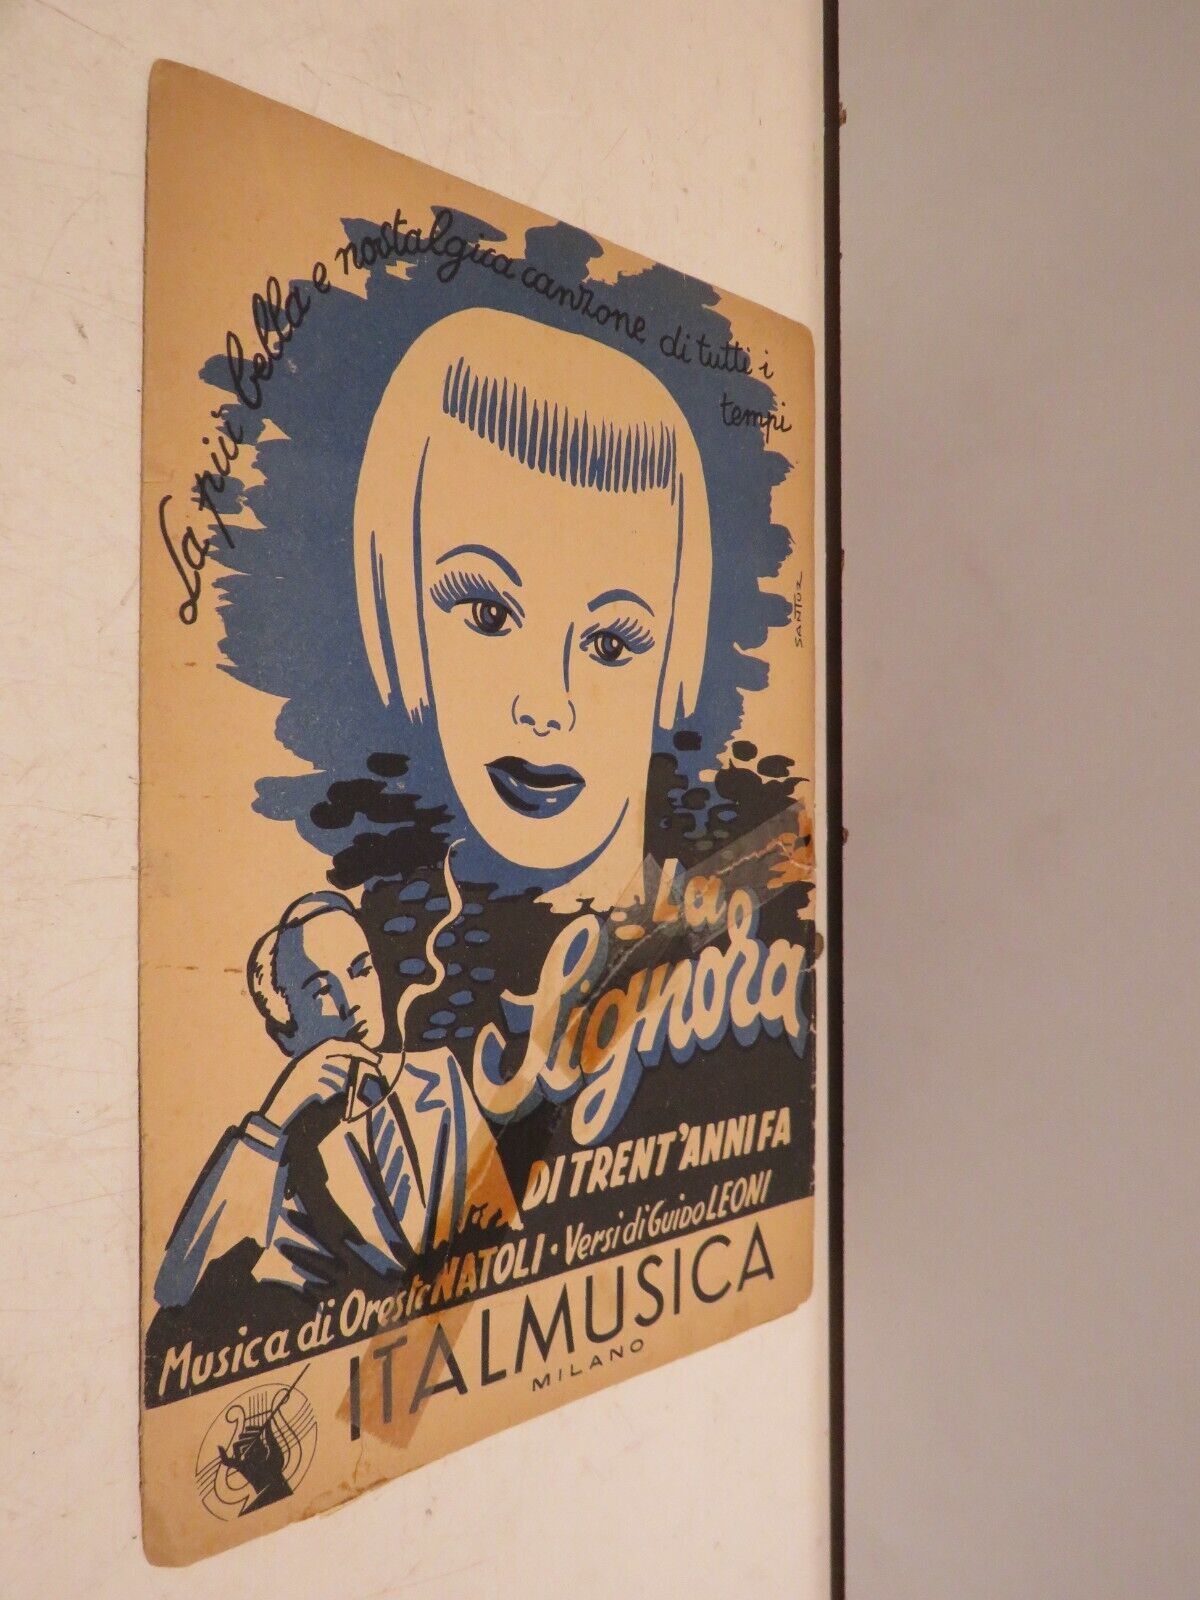 La più bella e nostalgica canzone di tutti i
tempi
SANTUZ
La
Signora
DI TRENT'ANNI FA
Musica di Oreste NATOLI · Versi di Guido LEONI
ITALMUSICA
MILANO